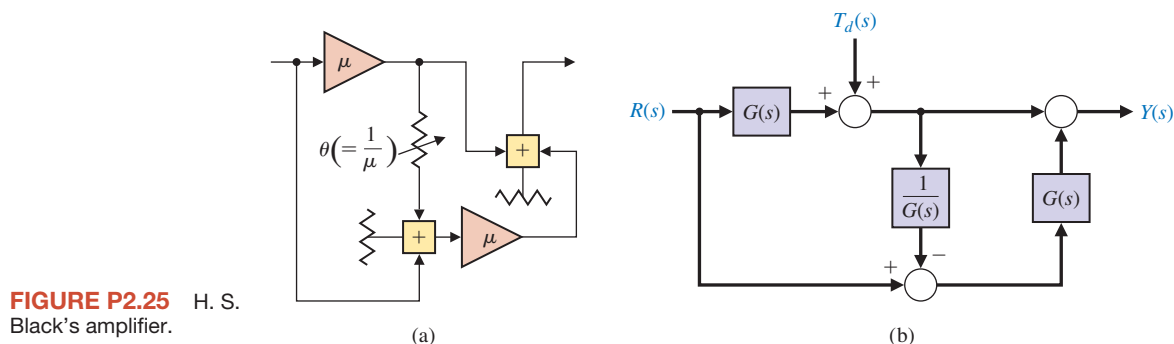 μ
θ(= 1/μ)
+
+
μ
(a)
T_d(s)
+
+
R(s)
G(s)
Y(s)
1/G(s)
G(s)
−
+
(b)
FIGURE P2.25 H. S.
Black's amplifier.